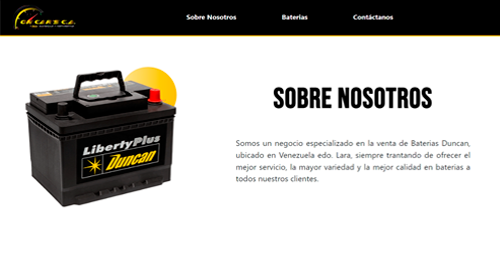 Sobre Nosotros
Baterías
Contáctanos
SOBRE NOSOTROS
LibertyPlus
Duncan
Somos un negocio especializado en la venta de Baterias Duncan,
ubicado en Venezuela edo. Lara, siempre trantando de ofrecer el
mejor servicio, la mayor variedad y la mejor calidad en baterias a
todos nuestros clientes.